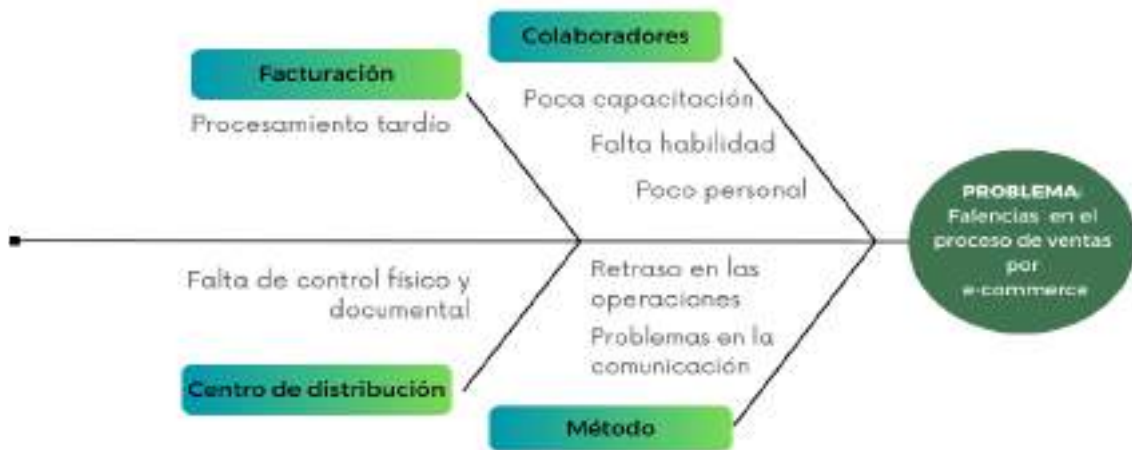 Colaboradores
Facturación
Poca capacitación
Procesamiento tardío
Falta habilidad
Poco personal
PROBLEMA:
Falencias en el
proceso de ventas
por
e-commerce
Falta de control físico y
documental
Retraso en las
operaciones
Problemas en la
comunicación
Centro de distribución
Método